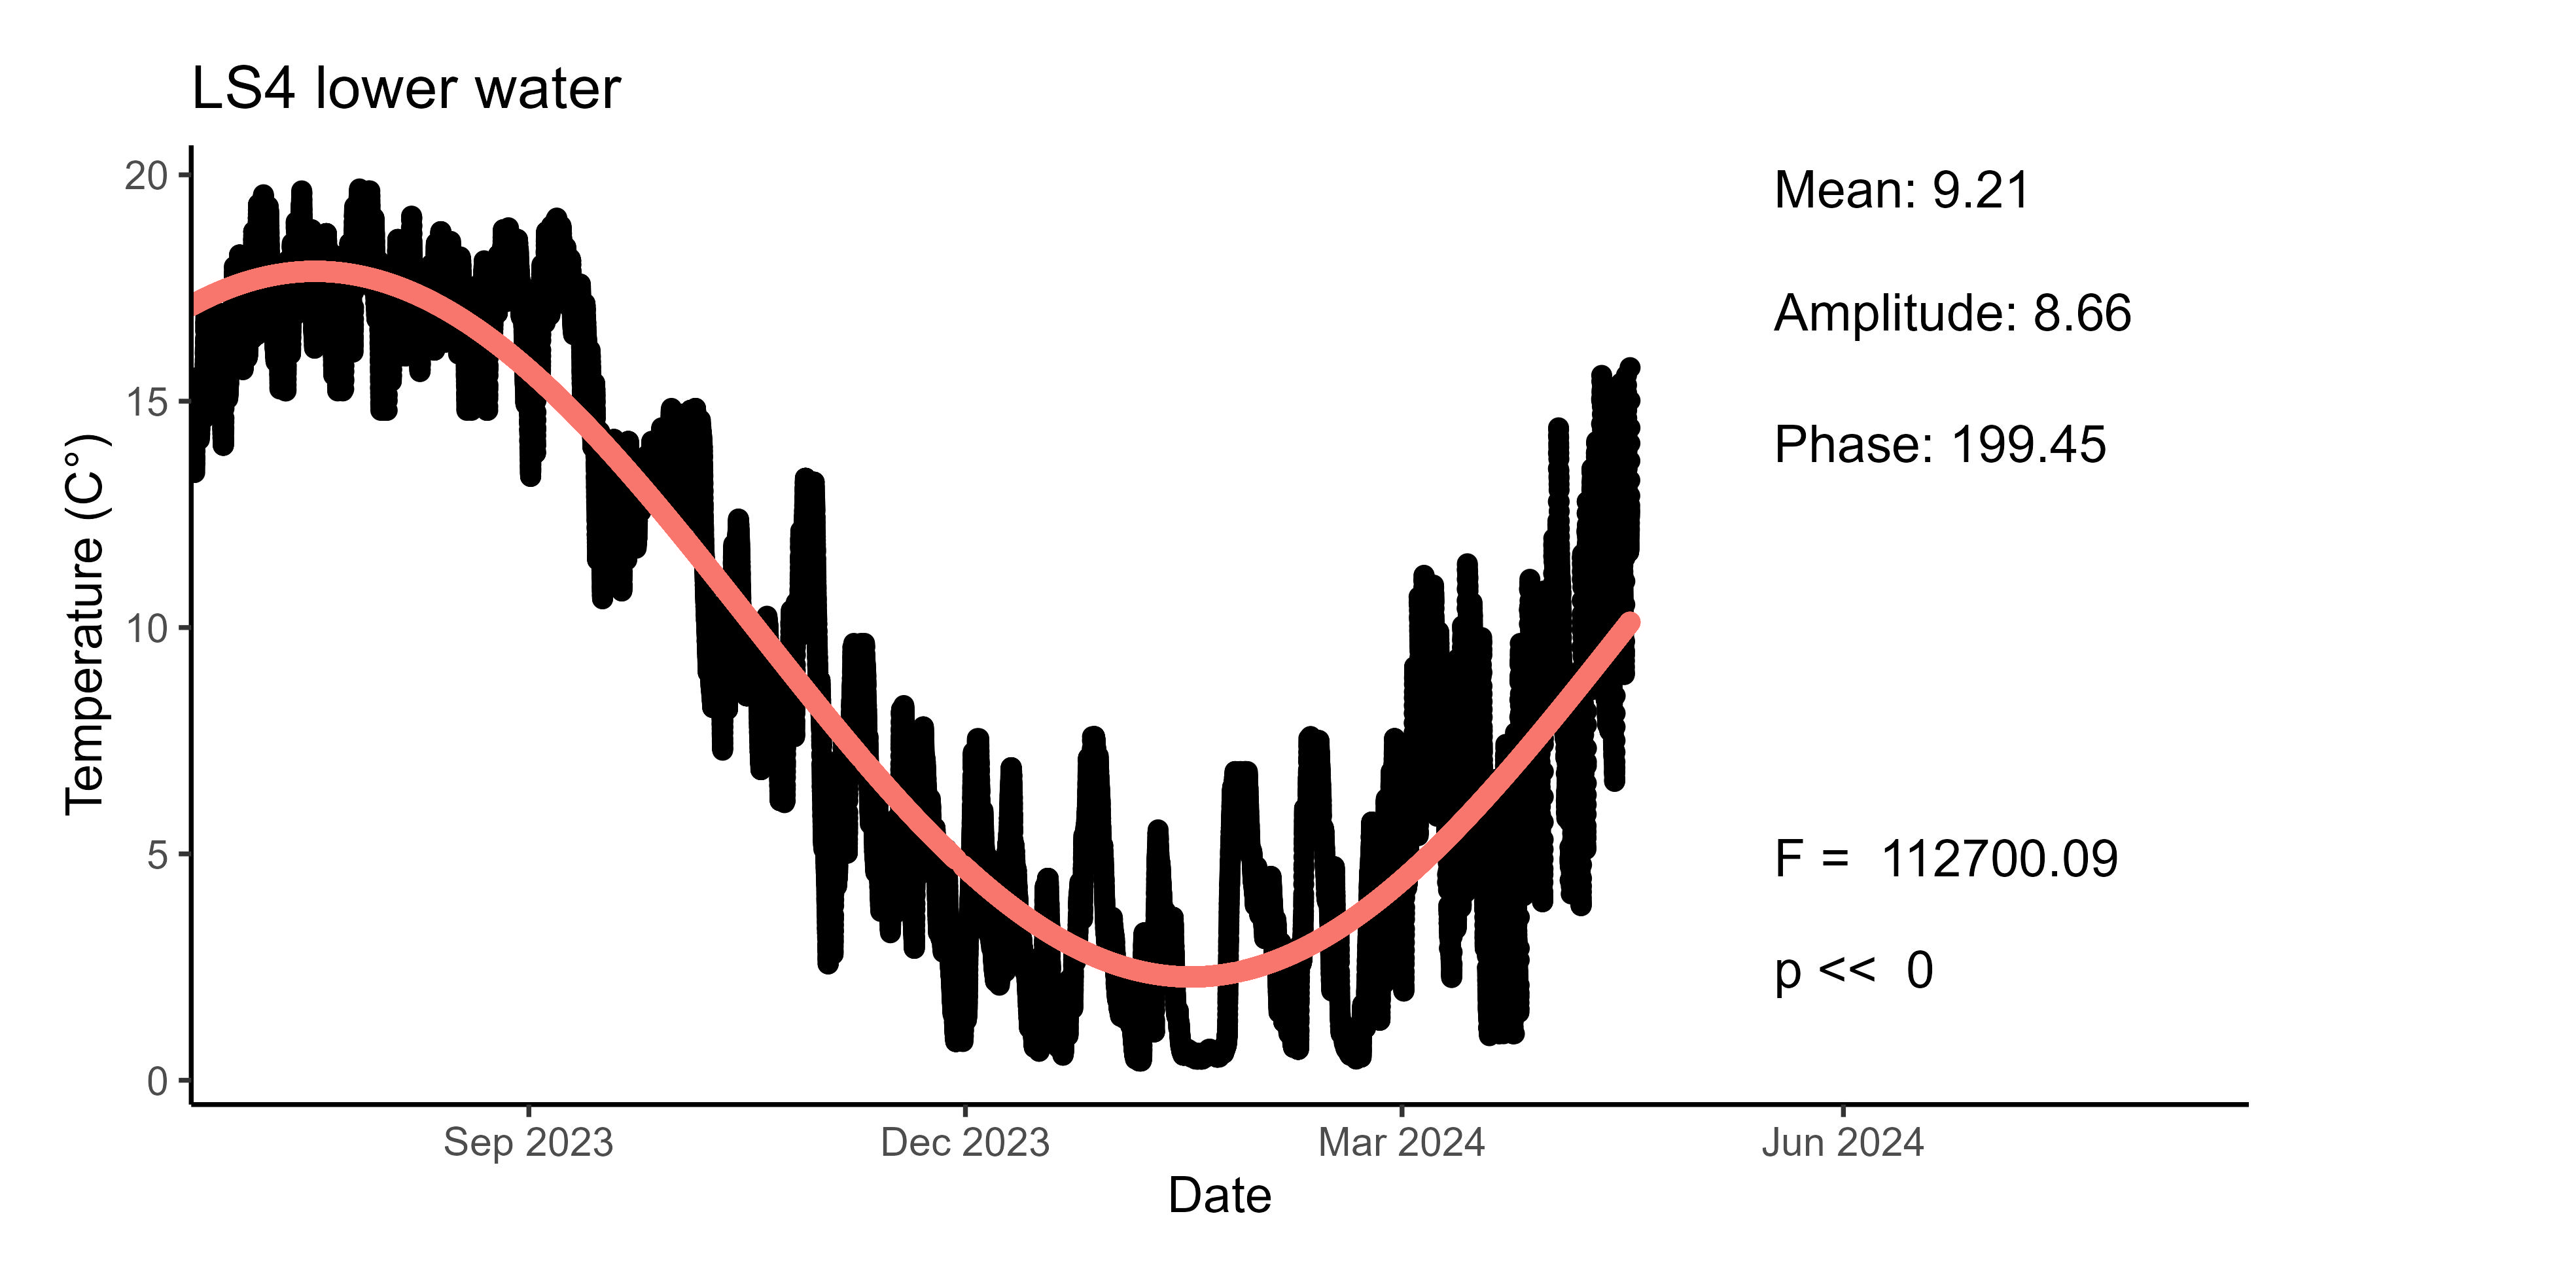 LS4 lower water
20
15
10
5
0
Temperature (C°)
Sep 2023
Dec 2023
Mar 2024
Jun 2024
Date
Mean: 9.21
Amplitude: 8.66
Phase: 199.45
F =  112700.09
p <<  0